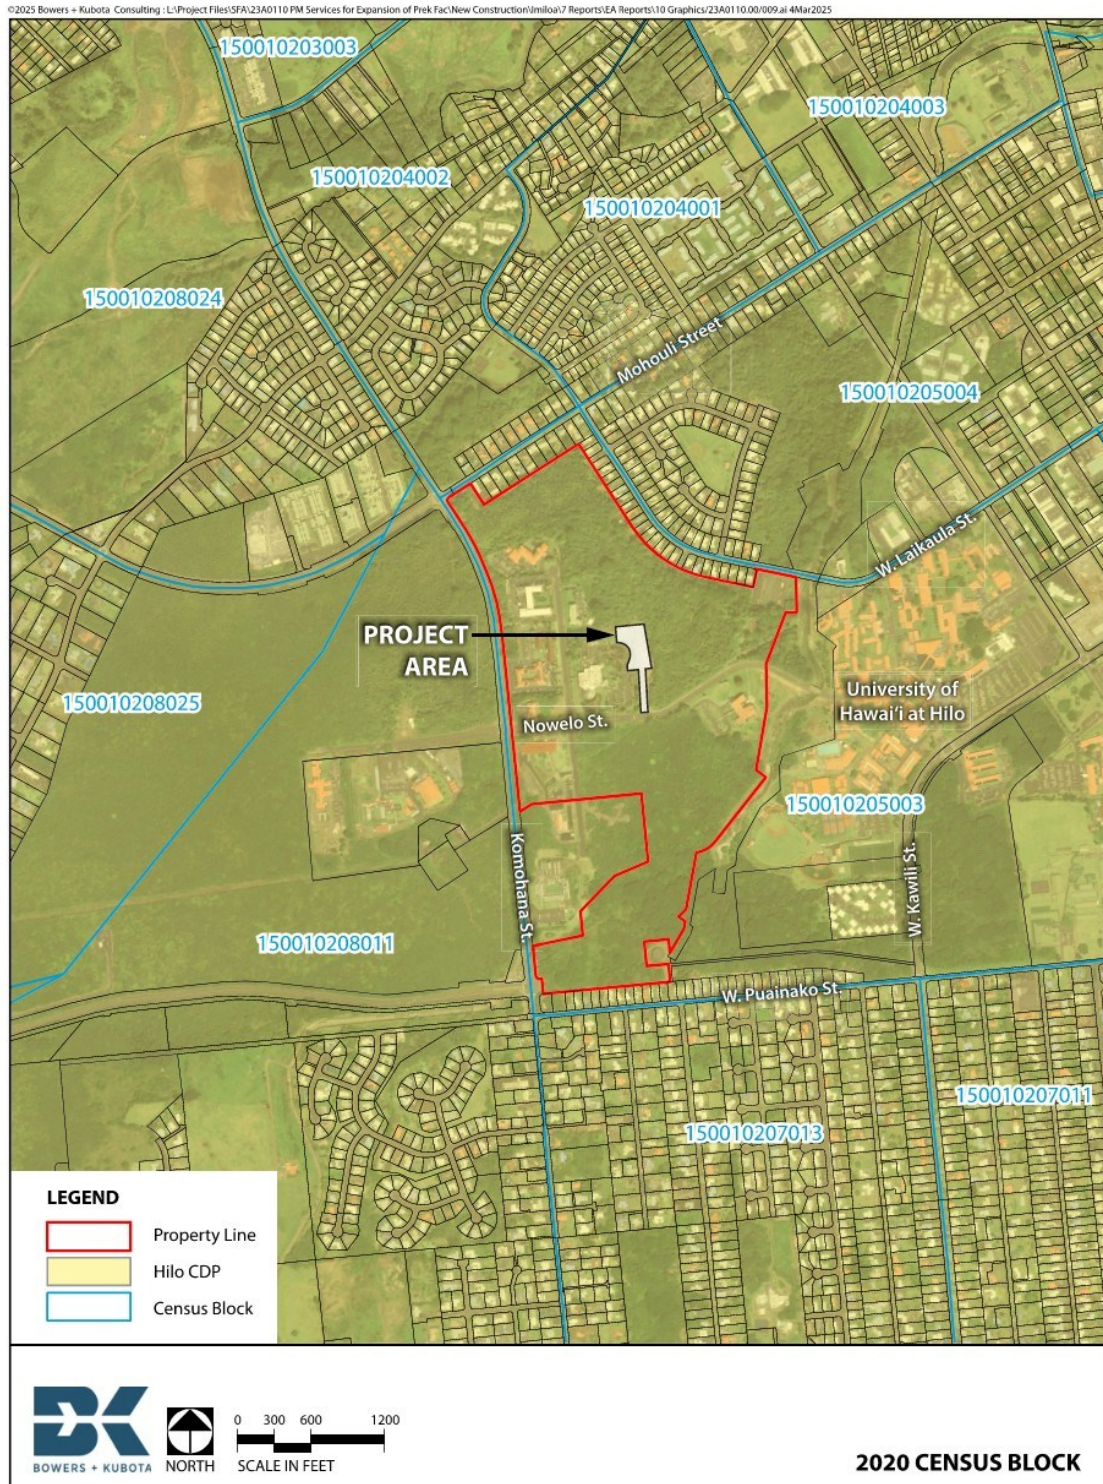 ©2025 Bowers + Kubota Consulting : L:\Project Files\SFA\23A0110 PM Services for Expansion of Prek Fac\New Construction\Imiloa\7 Reports\EA Reports\10 Graphics/23A0110.00/009.ai 4Mar2025
150010203003
150010204003
150010204002
150010204001
150010208024
Mohouli Street
150010205004
W. Laikaula St.
PROJECT
AREA
150010208025
University of
Hawai‘i at Hilo
Nowelo St.
150010205003
Komohana St.
W. Kawili St.
150010208011
W. Puainako St.
150010207011
150010207013
LEGEND
Property Line
Hilo CDP
Census Block
BK
BOWERS + KUBOTA
NORTH
0 300 600 1200
SCALE IN FEET
2020 CENSUS BLOCK